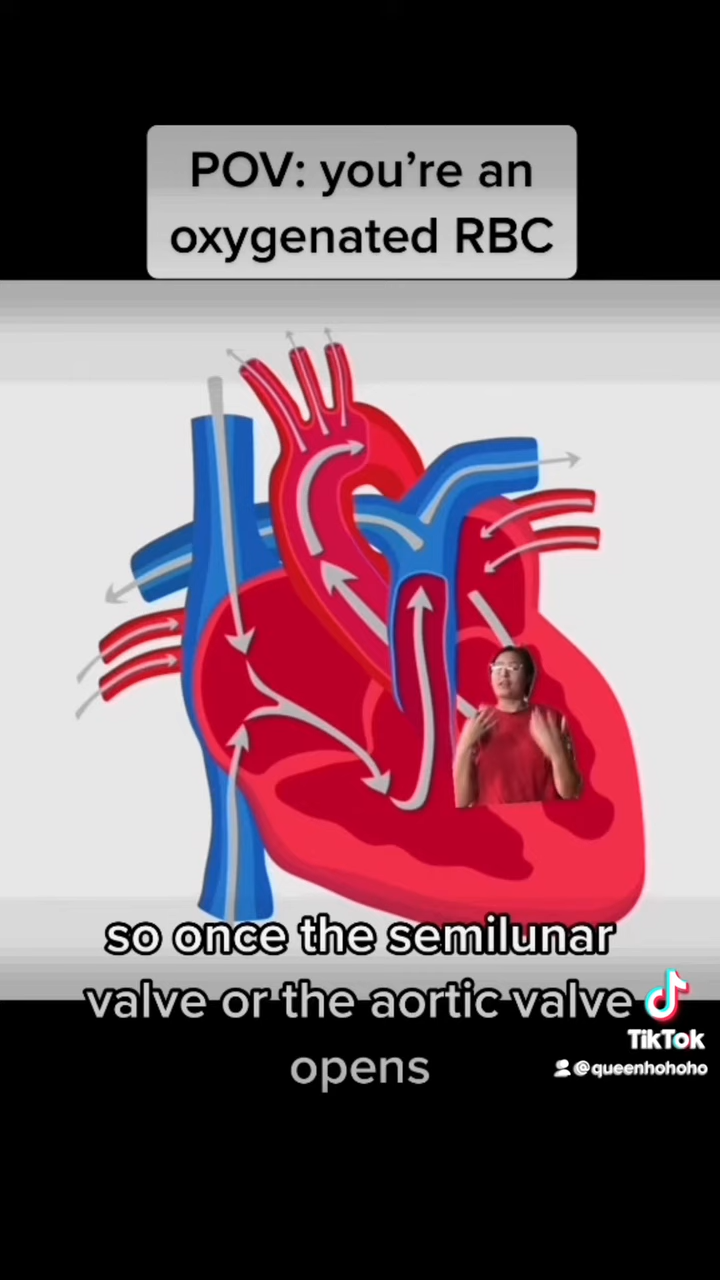 POV: you’re an
oxygenated RBC
so once the semilunar
valve or the aortic valve
opens
TikTok
@queenhohoho